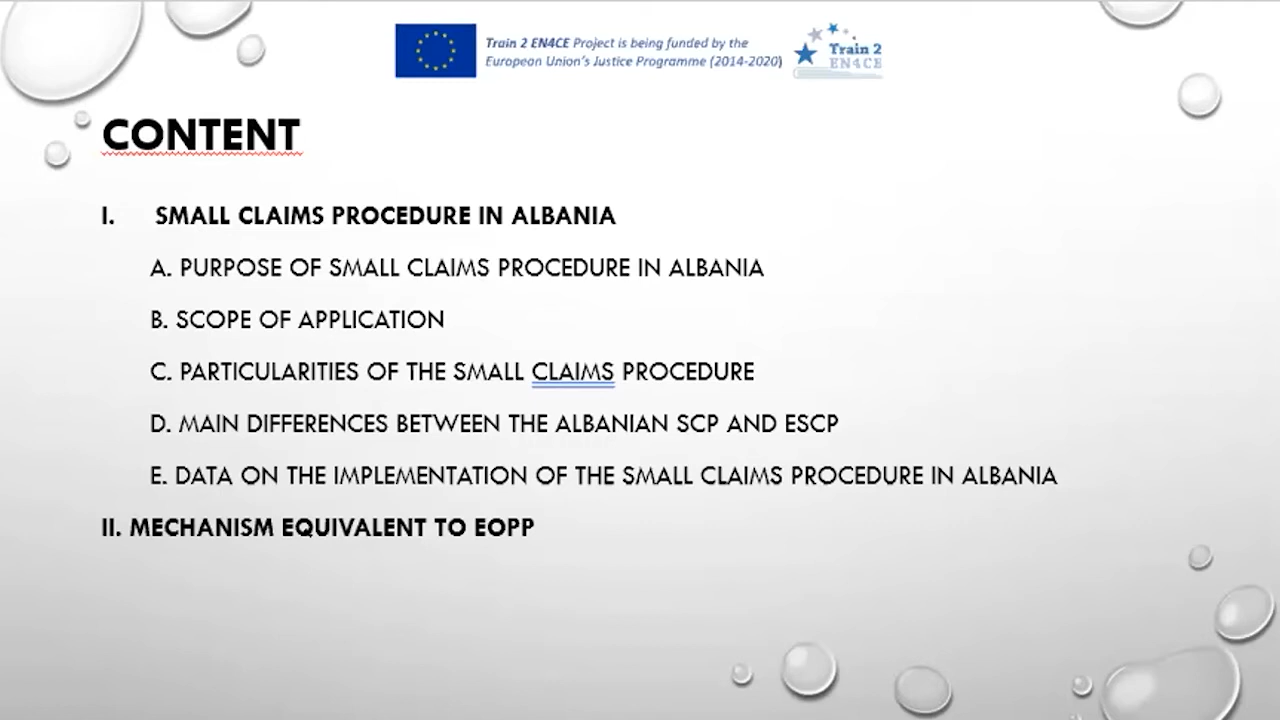 Train 2 EN4CE Project is being funded by the
European Union's Justice Programme (2014-2020)
Train 2
EN4CE
CONTENT
I. SMALL CLAIMS PROCEDURE IN ALBANIA
A. PURPOSE OF SMALL CLAIMS PROCEDURE IN ALBANIA
B. SCOPE OF APPLICATION
C. PARTICULARITIES OF THE SMALL CLAIMS PROCEDURE
D. MAIN DIFFERENCES BETWEEN THE ALBANIAN SCP AND ESCP
E. DATA ON THE IMPLEMENTATION OF THE SMALL CLAIMS PROCEDURE IN ALBANIA
II. MECHANISM EQUIVALENT TO EOPP